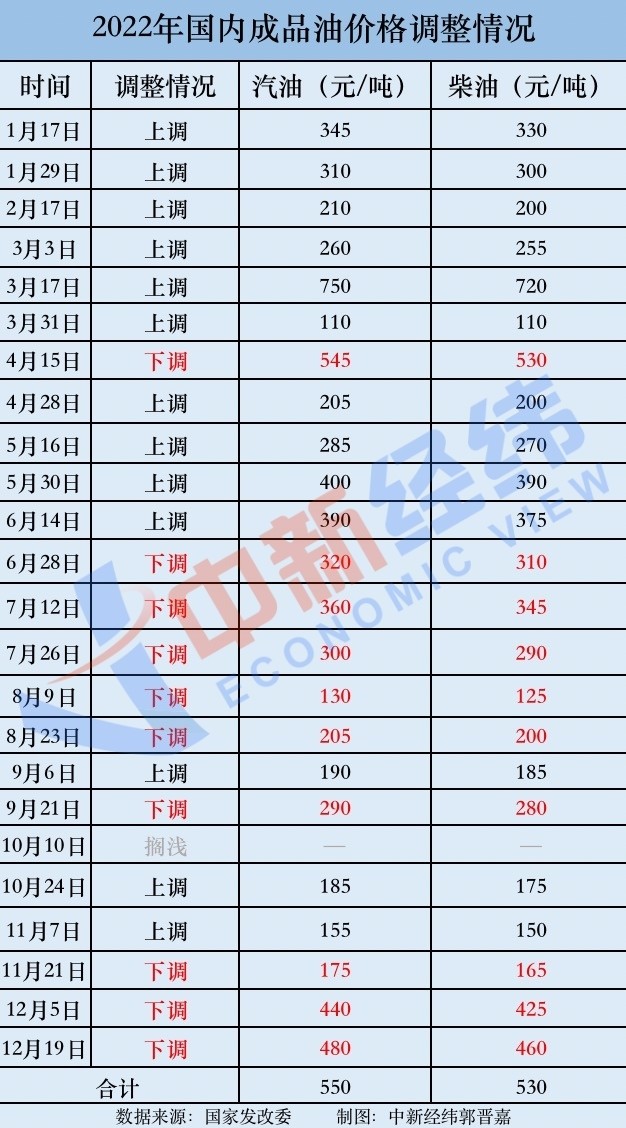 2022年国内成品油价格调整情况
时间 调整情况 汽油（元/吨） 柴油（元/吨）
1月17日 上调 345 330
1月29日 上调 310 300
2月17日 上调 210 200
3月3日 上调 260 255
3月17日 上调 750 720
3月31日 上调 110 110
4月15日 下调 545 530
4月28日 上调 205 200
5月16日 上调 285 270
5月30日 上调 400 390
6月14日 上调 390 375
6月28日 下调 320 310
7月12日 下调 360 345
7月26日 下调 300 290
8月9日 下调 130 125
8月23日 下调 205 200
9月6日 上调 190 185
9月21日 下调 290 280
10月10日 搁浅 — —
10月24日 上调 185 175
11月7日 上调 155 150
11月21日 下调 175 165
12月5日 下调 440 425
12月19日 下调 480 460
合计 550 530
数据来源：国家发改委 制图：中新经纬郭晋嘉
中新经纬
ECONOMIC VIEW